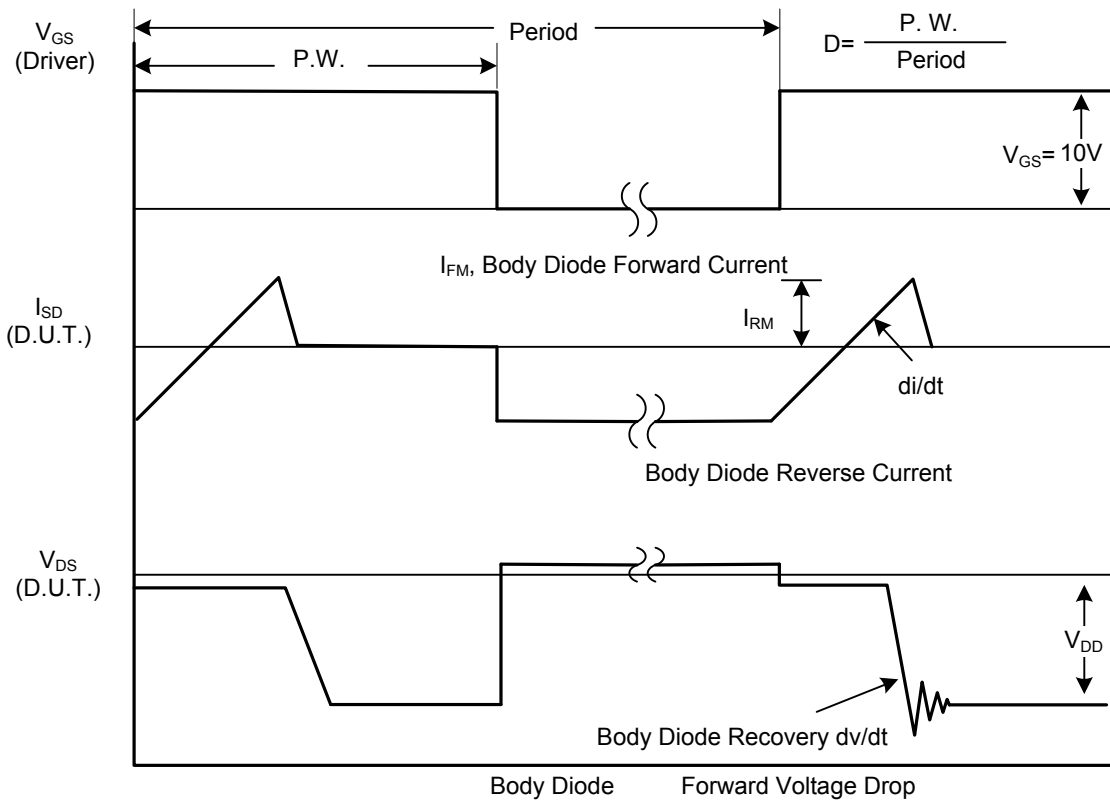 V_GS
(Driver)
Period
P.W.
D= P. W.
Period
V_GS= 10V
I_FM, Body Diode Forward Current
I_SD
(D.U.T.)
I_RM
di/dt
Body Diode Reverse Current
V_DS
(D.U.T.)
V_DD
Body Diode Recovery dv/dt
Body Diode Forward Voltage Drop